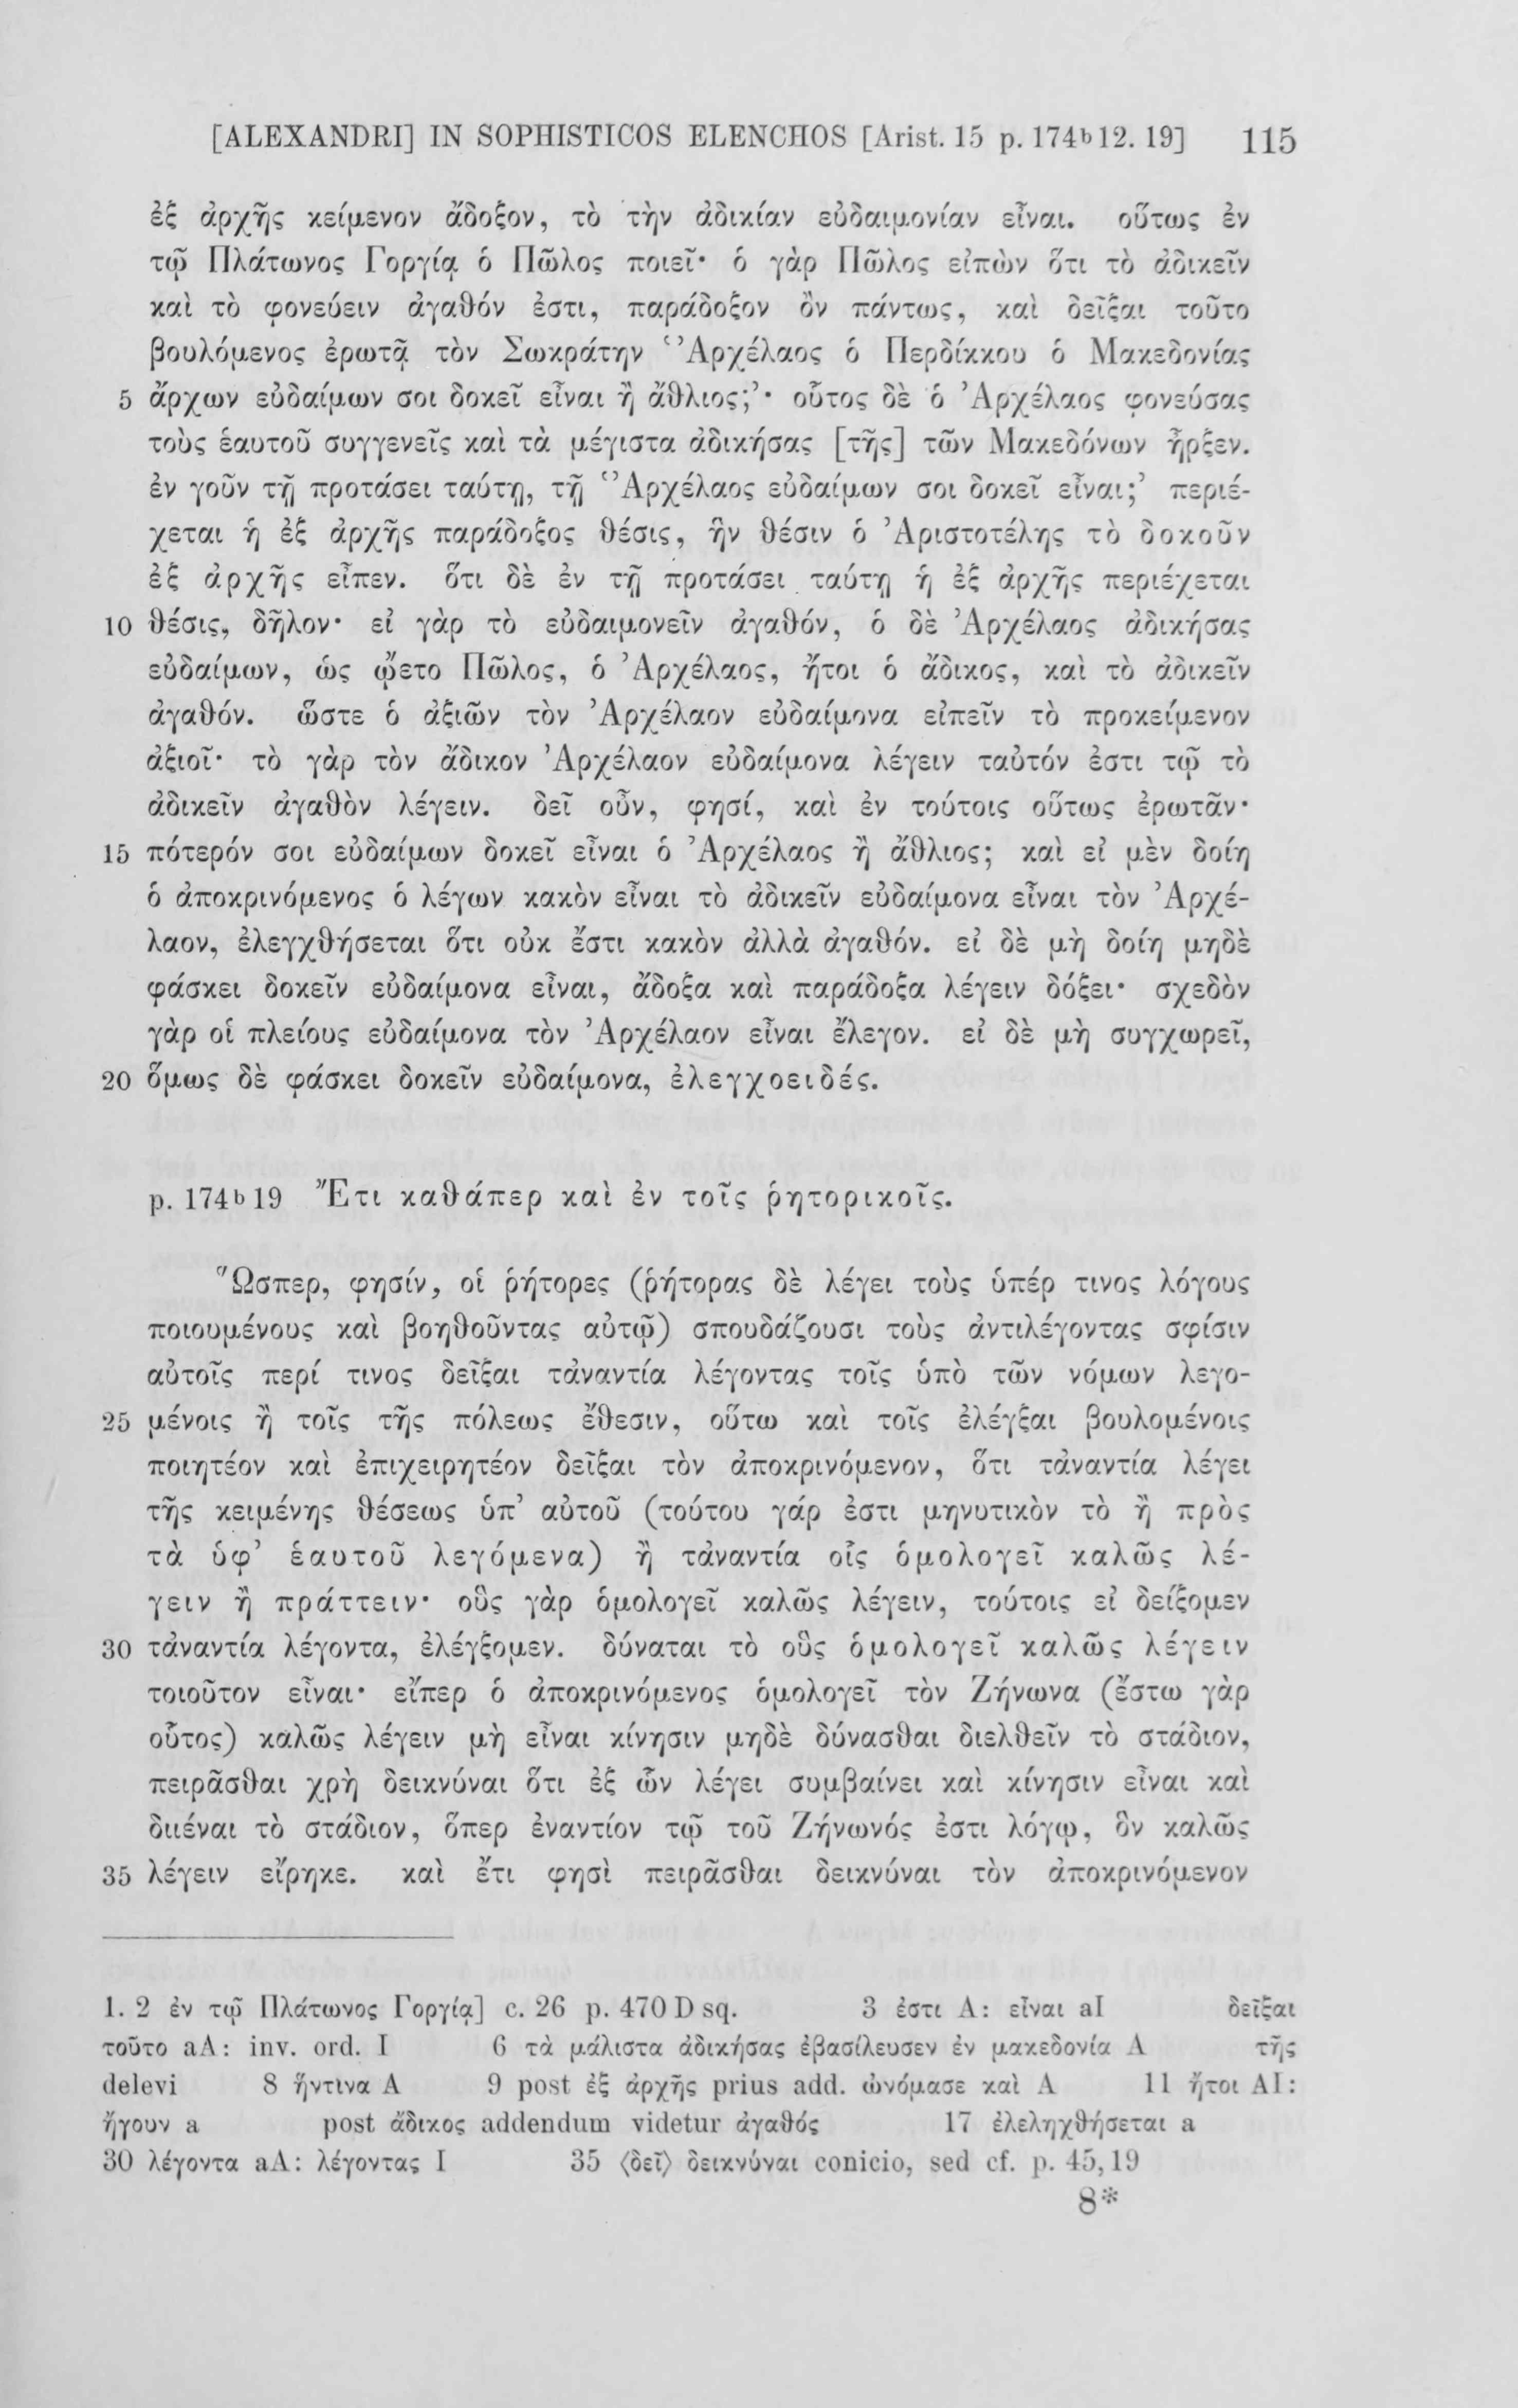 [ALEXANDRI] IN SOPHISTICOS ELENCHOS [Arist. 15 p. 174ᵇ12. 19] 115
ἐξ ἀρχῆς κείμενον ἄδοξον, τὸ τὴν ἀδικίαν εὐδαιμονίαν εἶναι. οὕτως ἐν
τῷ Πλάτωνος Γοργίᾳ ὁ Πῶλος ποιεῖ· ὁ γὰρ Πῶλος εἰπὼν ὅτι τὸ ἀδικεῖν
καὶ τὸ φονεύειν ἀγαθόν ἐστι, παράδοξον ὂν πάντως, καὶ δεῖξαι τοῦτο
βουλόμενος ἐρωτᾷ τὸν Σωκράτην ‘Ἀρχέλαος ὁ Περδίκκου ὁ Μακεδονίας
5 ἄρχων εὐδαίμων σοι δοκεῖ εἶναι ἢ ἄθλιος;’· οὗτος δὲ ὁ Ἀρχέλαος φονεύσας
τοὺς ἑαυτοῦ συγγενεῖς καὶ τὰ μέγιστα ἀδικήσας [τῆς] τῶν Μακεδόνων ἦρξεν.
ἐν γοῦν τῇ προτάσει ταύτῃ, τῇ ‘Ἀρχέλαος εὐδαίμων σοι δοκεῖ εἶναι;’ περιέ-
χεται ἡ ἐξ ἀρχῆς παράδοξος θέσις, ἣν θέσιν ὁ Ἀριστοτέλης τὸ δοκοῦν
ἐξ ἀρχῆς εἶπεν. ὅτι δὲ ἐν τῇ προτάσει ταύτῃ ἡ ἐξ ἀρχῆς περιέχεται
10 θέσις, δῆλον· εἰ γὰρ τὸ εὐδαιμονεῖν ἀγαθόν, ὁ δὲ Ἀρχέλαος ἀδικήσας
εὐδαίμων, ὡς ᾤετο Πῶλος, ὁ Ἀρχέλαος, ἤτοι ὁ ἄδικος, καὶ τὸ ἀδικεῖν
ἀγαθόν. ὥστε ὁ ἀξιῶν τὸν Ἀρχέλαον εὐδαίμονα εἰπεῖν τὸ προκείμενον
ἀξιοῖ· τὸ γὰρ τὸν ἄδικον Ἀρχέλαον εὐδαίμονα λέγειν ταὐτόν ἐστι τῷ τὸ
ἀδικεῖν ἀγαθὸν λέγειν. δεῖ οὖν, φησί, καὶ ἐν τούτοις οὕτως ἐρωτᾶν·
15 πότερόν σοι εὐδαίμων δοκεῖ εἶναι ὁ Ἀρχέλαος ἢ ἄθλιος; καὶ εἰ μὲν δοίη
ὁ ἀποκρινόμενος ὁ λέγων κακὸν εἶναι τὸ ἀδικεῖν εὐδαίμονα εἶναι τὸν Ἀρχέ-
λαον, ἐλεγχθήσεται ὅτι οὐκ ἔστι κακὸν ἀλλὰ ἀγαθόν. εἰ δὲ μὴ δοίη μηδὲ
φάσκει δοκεῖν εὐδαίμονα εἶναι, ἄδοξα καὶ παράδοξα λέγειν δόξει· σχεδὸν
γὰρ οἱ πλείους εὐδαίμονα τὸν Ἀρχέλαον εἶναι ἔλεγον. εἰ δὲ μὴ συγχωρεῖ,
20 ὅμως δὲ φάσκει δοκεῖν εὐδαίμονα, ἐλεγχοειδές.
p. 174ᵇ19 Ἔτι καθάπερ καὶ ἐν τοῖς ῥητορικοῖς.
Ὥσπερ, φησίν, οἱ ῥήτορες (ῥήτορας δὲ λέγει τοὺς ὑπέρ τινος λόγους
ποιουμένους καὶ βοηθοῦντας αὐτῷ) σπουδάζουσι τοὺς ἀντιλέγοντας σφίσιν
αὐτοῖς περί τινος δεῖξαι τἀναντία λέγοντας τοῖς ὑπὸ τῶν νόμων λεγο-
25 μένοις ἢ τοῖς τῆς πόλεως ἔθεσιν, οὕτω καὶ τοῖς ἐλέγξαι βουλομένοις
ποιητέον καὶ ἐπιχειρητέον δεῖξαι τὸν ἀποκρινόμενον, ὅτι τἀναντία λέγει
τῆς κειμένης θέσεως ὑπ’ αὐτοῦ (τούτου γάρ ἐστι μηνυτικὸν τὸ ἢ πρὸς
τὰ ὑφ’ ἑαυτοῦ λεγόμενα) ἢ τἀναντία οἷς ὁμολογεῖ καλῶς λέ-
γειν ἢ πράττειν· οὓς γὰρ ὁμολογεῖ καλῶς λέγειν, τούτοις εἰ δείξομεν
30 τἀναντία λέγοντα, ἐλέγξομεν. δύναται τὸ οὓς ὁμολογεῖ καλῶς λέγειν
τοιοῦτον εἶναι· εἴπερ ὁ ἀποκρινόμενος ὁμολογεῖ τὸν Ζήνωνα (ἔστω γὰρ
οὗτος) καλῶς λέγειν μὴ εἶναι κίνησιν μηδὲ δύνασθαι διελθεῖν τὸ στάδιον,
πειρᾶσθαι χρὴ δεικνύναι ὅτι ἐξ ὧν λέγει συμβαίνει καὶ κίνησιν εἶναι καὶ
διιέναι τὸ στάδιον, ὅπερ ἐναντίον τῷ τοῦ Ζήνωνός ἐστι λόγῳ, ὃν καλῶς
35 λέγειν εἴρηκε. καὶ ἔτι φησὶ πειρᾶσθαι δεικνύναι τὸν ἀποκρινόμενον
1. 2 ἐν τῷ Πλάτωνος Γοργίᾳ] c. 26 p. 470 D sq. 3 ἐστι A: εἶναι aI δεῖξαι
τοῦτο aA: inv. ord. I 6 τὰ μάλιστα ἀδικήσας ἐβασίλευσεν ἐν μακεδονία A τῆς
delevi 8 ἥντινα A 9 post ἐξ ἀρχῆς prius add. ὠνόμασε καὶ A 11 ἤτοι AI:
ἤγουν a post ἄδικος addendum videtur ἀγαθός 17 ἐλεληχθήσεται a
30 λέγοντα aA: λέγοντας I 35 ⟨δεῖ⟩ δεικνύναι conicio, sed cf. p. 45,19
8*